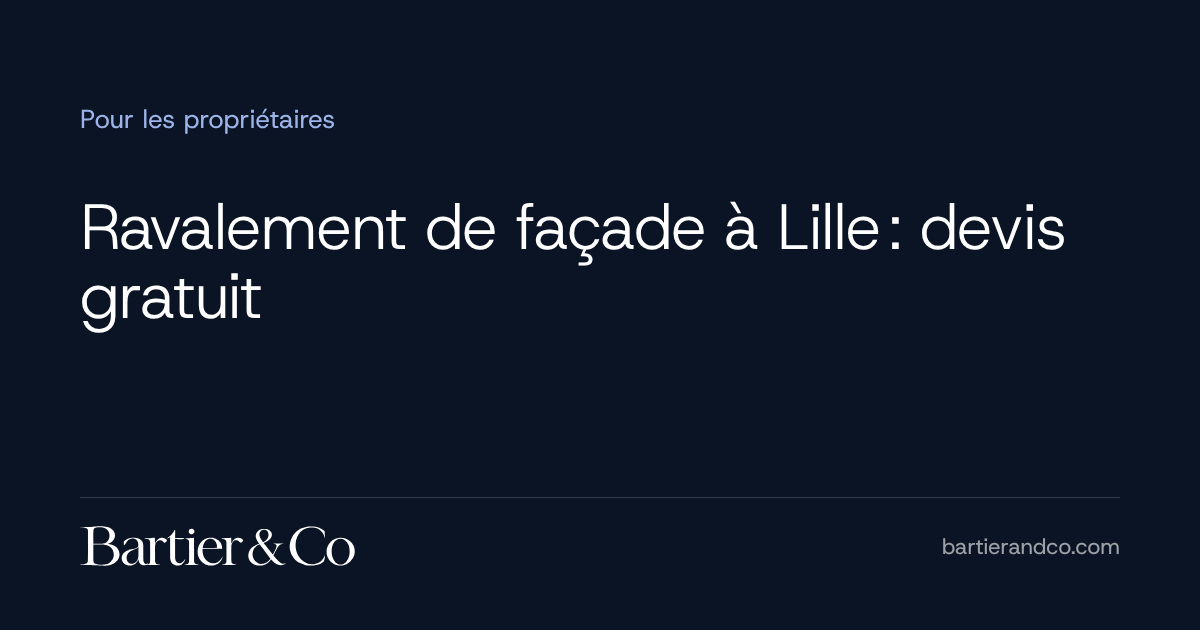 Pour les propriétaires
Ravalement de façade à Lille : devis
gratuit
Bartier & Co
bartierandco.com